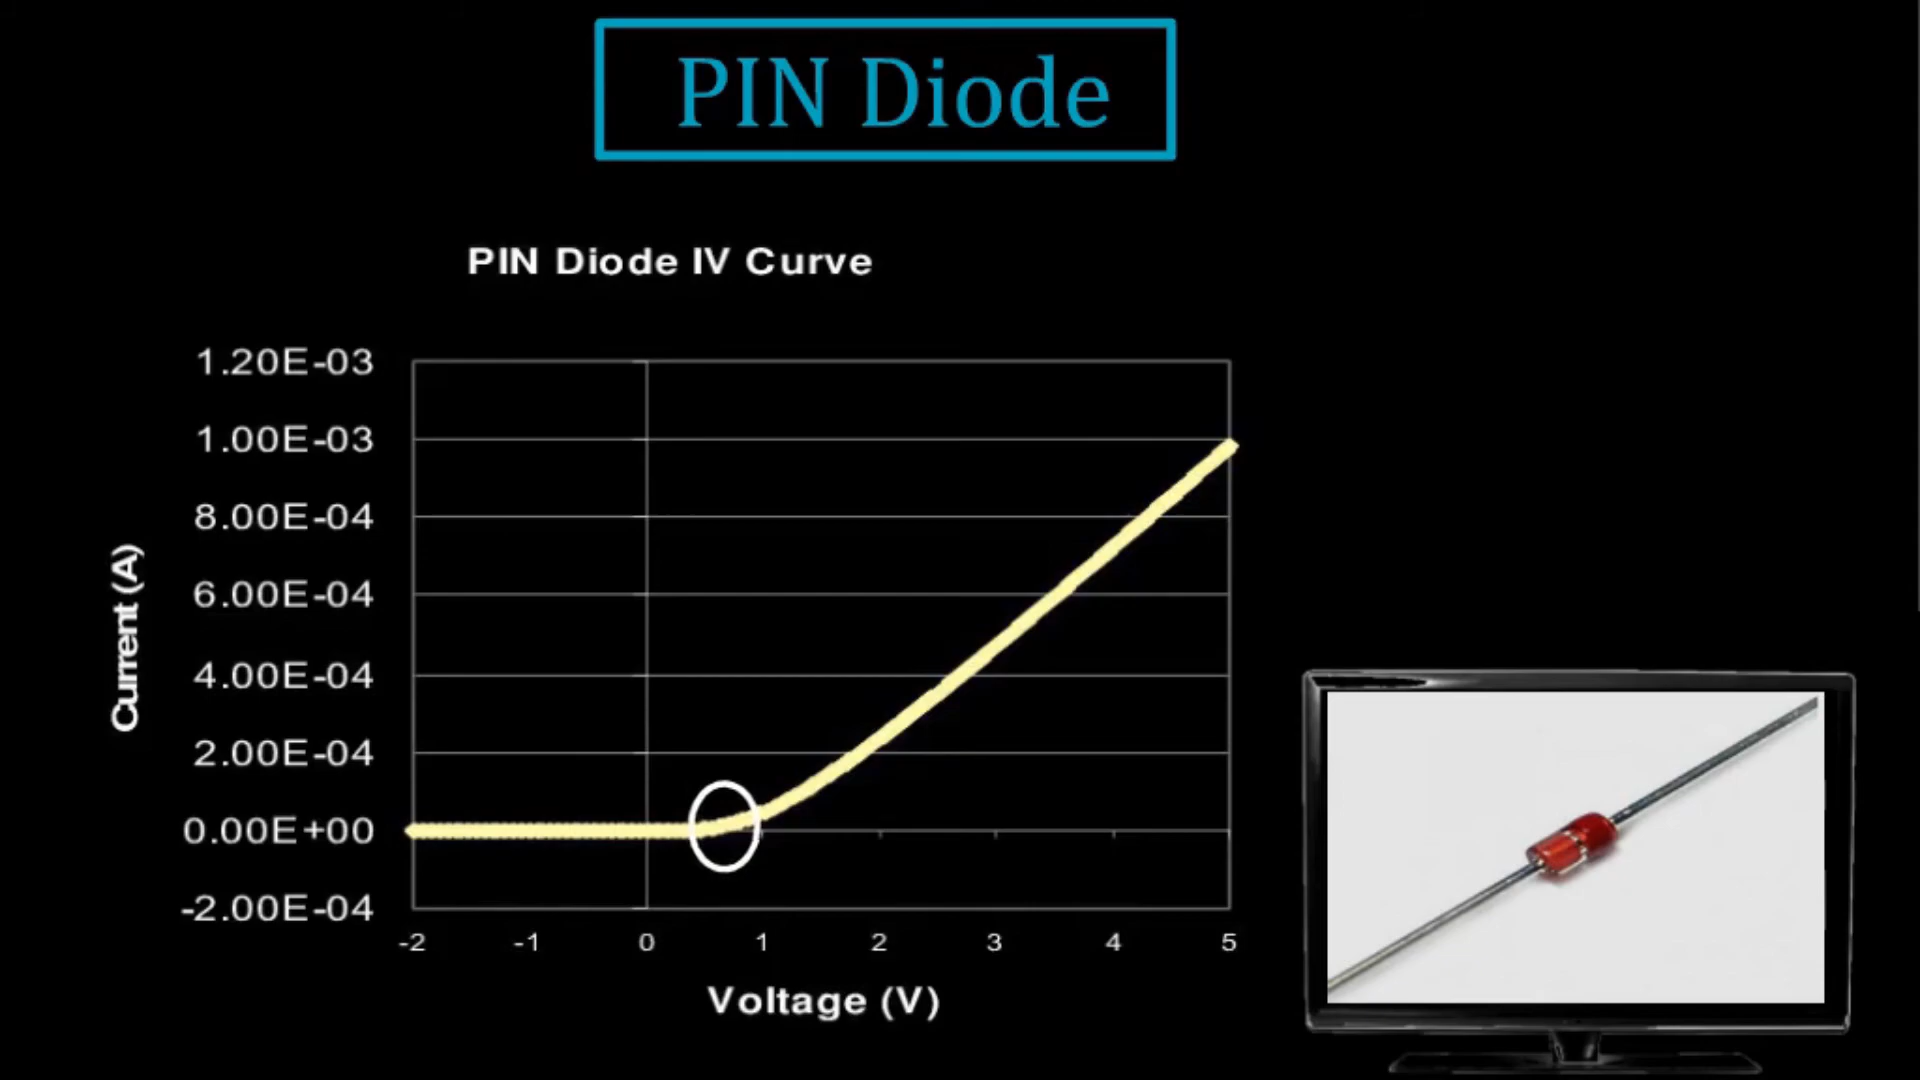 PIN Diode
PIN Diode IV Curve
1.20E-03
1.00E-03
8.00E-04
6.00E-04
4.00E-04
2.00E-04
0.00E+00
-2.00E-04
Current (A)
-2 -1 0 1 2 3 4 5
Voltage (V)